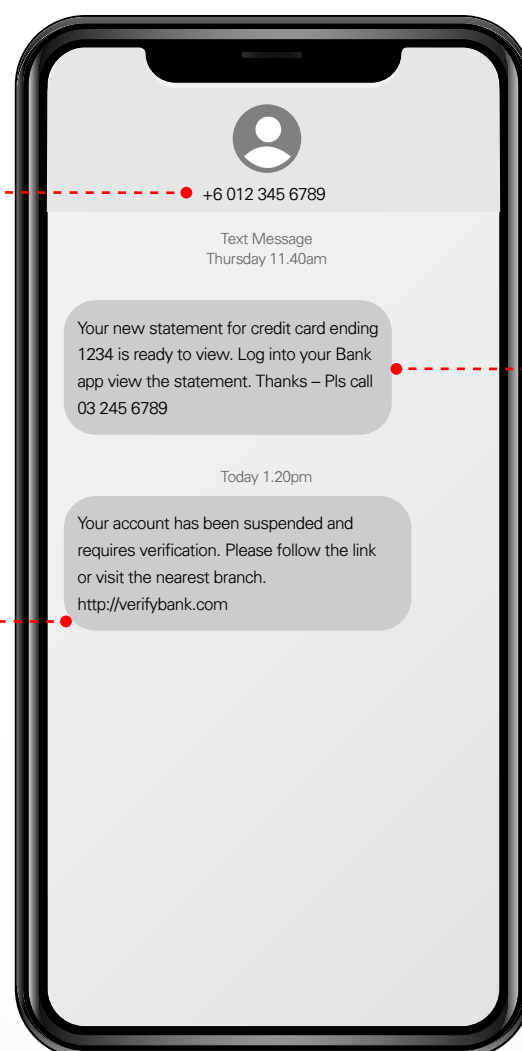 +6 012 345 6789
Text Message
Thursday 11.40am
Your new statement for credit card ending
1234 is ready to view. Log into your Bank
app view the statement. Thanks – Pls call
03 245 6789
Today 1.20pm
Your account has been suspended and
requires verification. Please follow the link
or visit the nearest branch.
http://verifybank.com